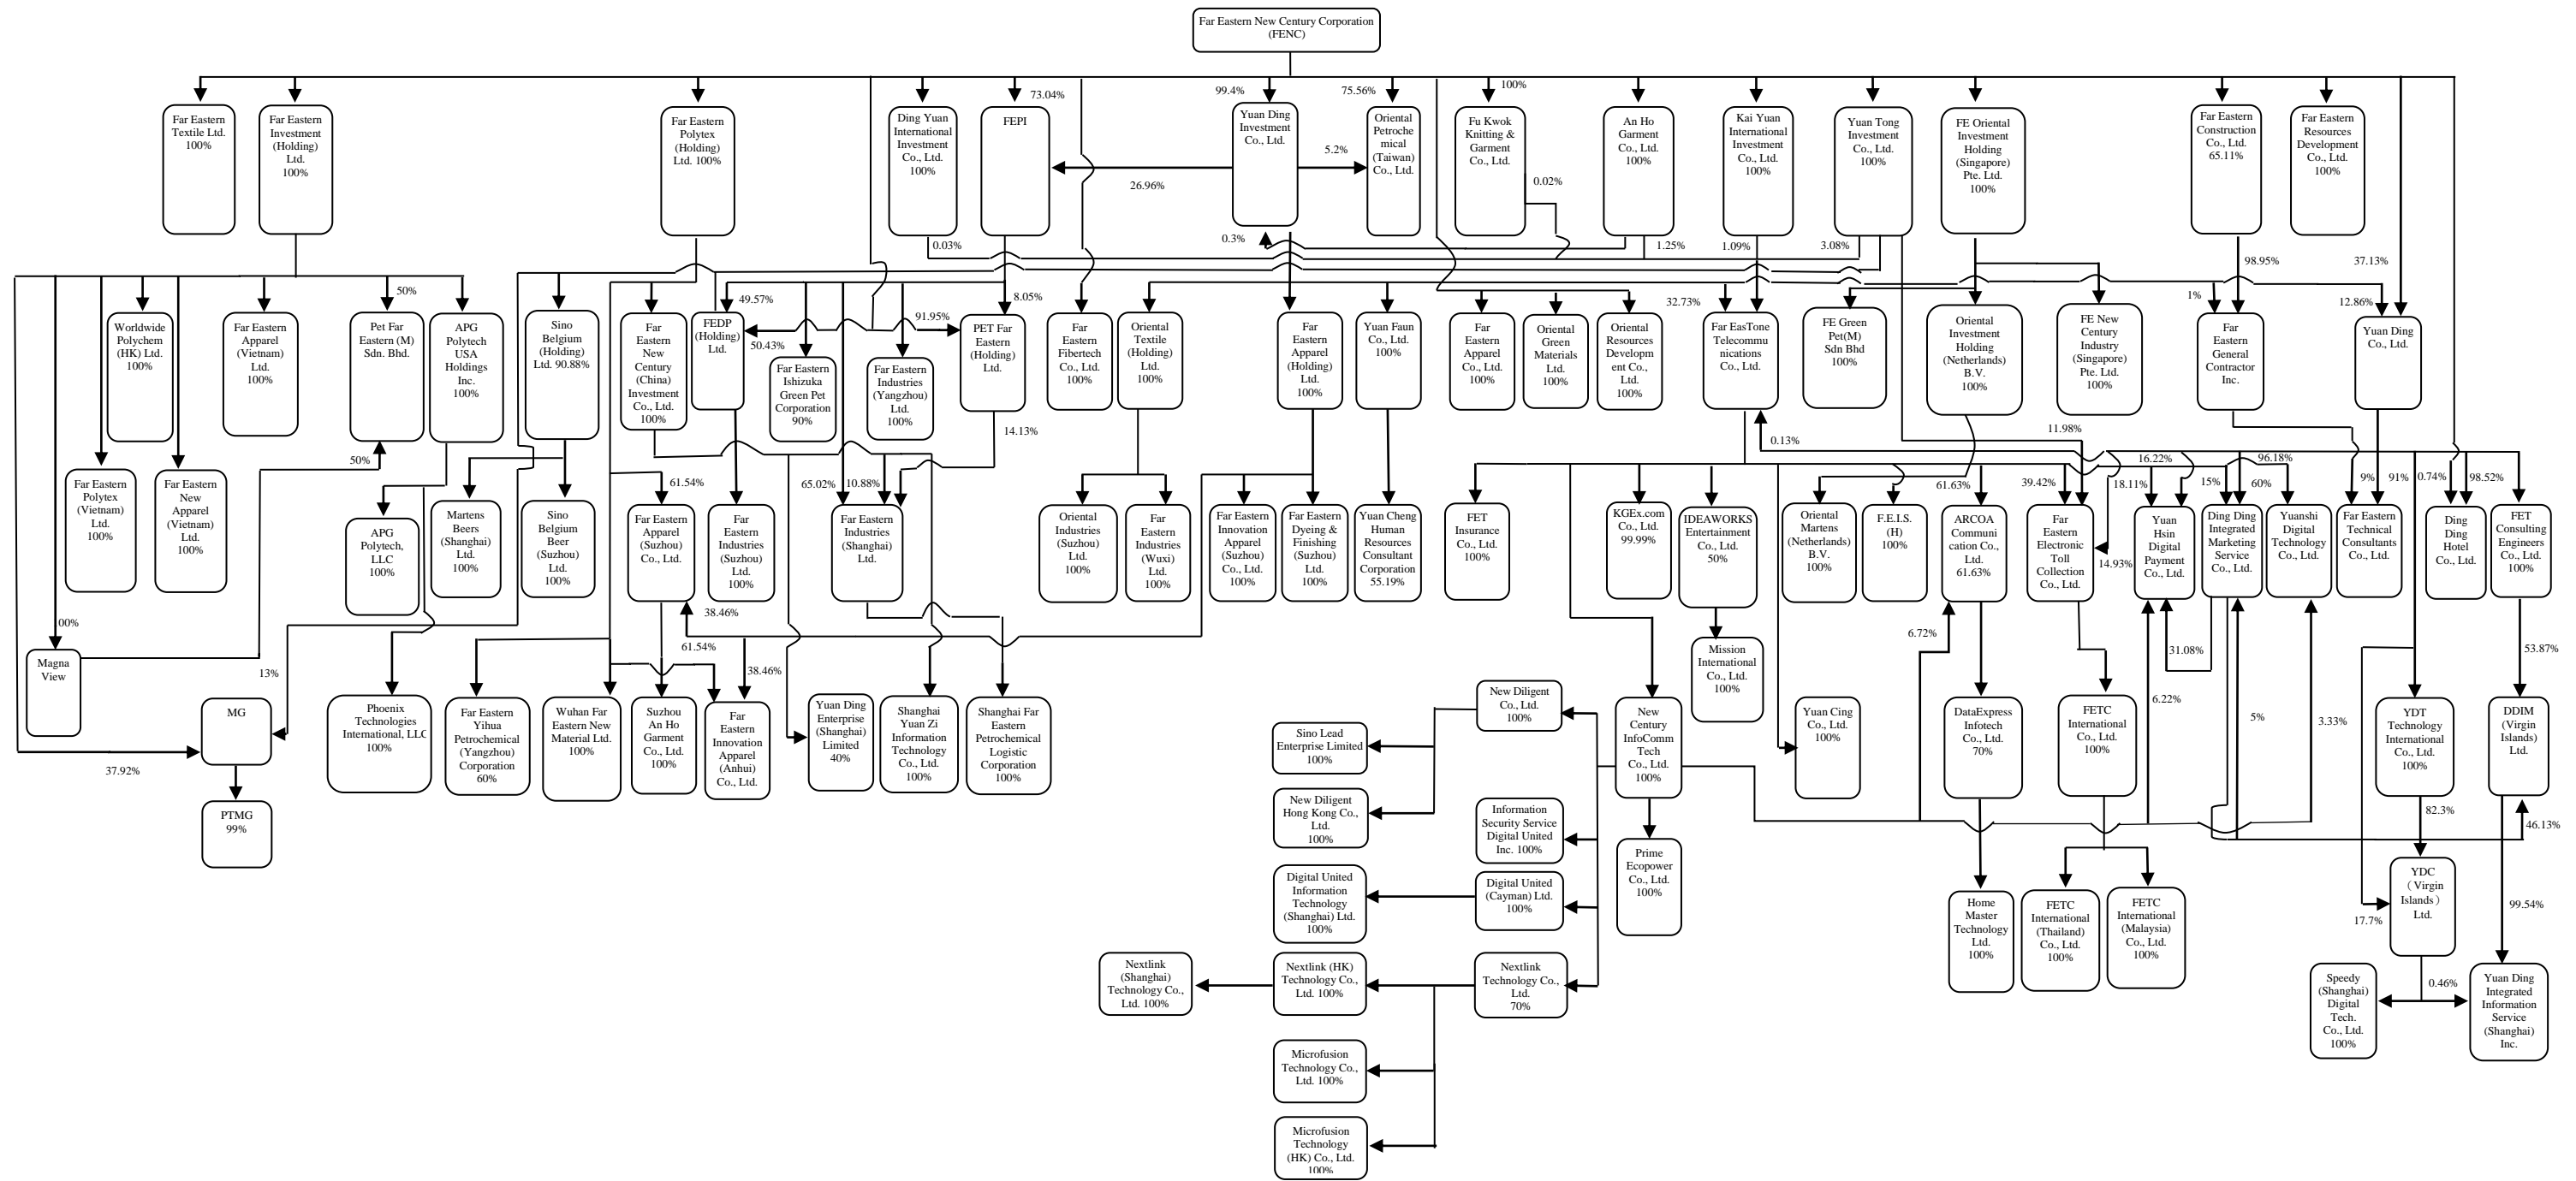 Far Eastern New Century Corporation
(FENC)
100%
73.04%
99.4%
75.56%
Far Eastern
Textile Ltd.
100%
Far Eastern
Investment
(Holding)
Ltd.
100%
Far Eastern
Polytex
(Holding)
Ltd. 100%
Ding Yuan
International
Investment
Co., Ltd.
100%
FEPI
Yuan Ding
Investment
Co., Ltd.
Oriental
Petroche
mical
(Taiwan)
Co., Ltd.
Fu Kwok
Knitting &
Garment
Co., Ltd.
An Ho
Garment
Co., Ltd.
100%
Kai Yuan
International
Investment
Co., Ltd.
100%
Yuan Tong
Investment
Co., Ltd.
100%
FE Oriental
Investment
Holding
(Singapore)
Pte. Ltd.
100%
Far Eastern
Construction
Co., Ltd.
65.11%
Far Eastern
Resources
Development
Co., Ltd.
100%
5.2%
26.96%
0.02%
0.03%
0.3%
1.25%
1.09%
3.08%
98.95%
37.13%
50%
49.57%
8.05%
91.95%
50.43%
32.73%
1%
12.86%
Worldwide
Polychem
(HK) Ltd.
100%
Far Eastern
Apparel
(Vietnam)
Ltd.
100%
Pet Far
Eastern (M)
Sdn. Bhd.
APG
Polytech
USA
Holdings
Inc.
100%
Sino
Belgium
(Holding)
Ltd. 90.88%
Far
Eastern
New
Century
(China)
Investment
Co., Ltd.
100%
FEDP
(Holding)
Ltd.
Far Eastern
Ishizuka
Green Pet
Corporation
90%
Far Eastern
Industries
(Yangzhou)
Ltd.
100%
PET Far
Eastern
(Holding)
Ltd.
Far
Eastern
Fibertech
Co., Ltd.
100%
Oriental
Textile
(Holding)
Ltd.
100%
Far
Eastern
Apparel
(Holding)
Ltd.
100%
Yuan Faun
Co., Ltd.
100%
Far
Eastern
Apparel
Co., Ltd.
100%
Oriental
Green
Materials
Ltd.
100%
Oriental
Resources
Developm
ent Co.,
Ltd.
100%
Far EasTone
Telecommu
nications
Co., Ltd.
FE Green
Pet(M)
Sdn Bhd
100%
Oriental
Investment
Holding
(Netherlands)
B.V.
100%
FE New
Century
Industry
(Singapore)
Pte. Ltd.
100%
Far
Eastern
General
Contractor
Inc.
Yuan Ding
Co., Ltd.
14.13%
0.13%
11.98%
50%
61.54%
65.02%
10.88%
61.63%
39.42%
16.22%
18.11%
15%
96.18%
60%
9%
91%
0.74%
98.52%
Far Eastern
Polytex
(Vietnam)
Ltd.
100%
Far Eastern
New
Apparel
(Vietnam)
Ltd.
100%
APG
Polytech,
LLC
100%
Martens
Beers
(Shanghai)
Ltd.
100%
Sino
Belgium
Beer
(Suzhou)
Ltd.
100%
Far Eastern
Apparel
(Suzhou)
Co., Ltd.
Far
Eastern
Industries
(Suzhou)
Ltd.
100%
Far Eastern
Industries
(Shanghai)
Ltd.
Oriental
Industries
(Suzhou)
Ltd.
100%
Far
Eastern
Industries
(Wuxi)
Ltd.
100%
Far Eastern
Innovation
Apparel
(Suzhou)
Co., Ltd.
100%
Far Eastern
Dyeing &
Finishing
(Suzhou)
Ltd.
100%
Yuan Cheng
Human
Resources
Consultant
Corporation
55.19%
FET
Insurance
Co., Ltd.
100%
KGEx.com
Co., Ltd.
99.99%
IDEAWORKS
Entertainment
Co., Ltd.
50%
Oriental
Martens
(Netherlands)
B.V.
100%
F.E.I.S.
(H)
100%
ARCOA
Communi
cation Co.,
Ltd.
61.63%
Far
Eastern
Electronic
Toll
Collection
Co., Ltd.
Yuan
Hsin
Digital
Payment
Co., Ltd.
Ding Ding
Integrated
Marketing
Service
Co., Ltd.
Yuanshi
Digital
Technology
Co., Ltd.
Far Eastern
Technical
Consultants
Co., Ltd.
Ding
Ding
Hotel
Co., Ltd.
FET
Consulting
Engineers
Co., Ltd.
100%
14.93%
38.46%
61.54%
38.46%
00%
13%
37.92%
6.72%
31.08%
6.22%
5%
3.33%
53.87%
Magna
View
MG
PTMG
99%
Phoenix
Technologies
International, LLC
100%
Far Eastern
Yihua
Petrochemical
(Yangzhou)
Corporation
60%
Wuhan Far
Eastern New
Material Ltd.
100%
Suzhou
An Ho
Garment
Co., Ltd.
100%
Far
Eastern
Innovation
Apparel
(Anhui)
Co., Ltd.
Yuan Ding
Enterprise
(Shanghai)
Limited
40%
Shanghai
Yuan Zi
Information
Technology
Co., Ltd.
100%
Shanghai Far
Eastern
Petrochemical
Logistic
Corporation
100%
Mission
International
Co., Ltd.
100%
New Diligent
Co., Ltd.
100%
New
Century
InfoComm
Tech
Co., Ltd.
100%
Yuan Cing
Co., Ltd.
100%
DataExpress
Infotech
Co., Ltd.
70%
FETC
International
Co., Ltd.
100%
YDT
Technology
International
Co., Ltd.
100%
DDIM
(Virgin
Islands)
Ltd.
Sino Lead
Enterprise Limited
100%
New Diligent
Hong Kong Co.,
Ltd.
100%
Information
Security Service
Digital United
Inc. 100%
Prime
Ecopower
Co., Ltd.
100%
82.3%
46.13%
Digital United
Information
Technology
(Shanghai) Ltd.
100%
Digital United
(Cayman) Ltd.
100%
Home
Master
Technology
Ltd.
100%
FETC
International
(Thailand)
Co., Ltd.
100%
FETC
International
(Malaysia)
Co., Ltd.
100%
YDC
( Virgin
Islands )
Ltd.
17.7%
99.54%
Nextlink
(Shanghai)
Technology Co.,
Ltd. 100%
Nextlink (HK)
Technology Co.,
Ltd. 100%
Nextlink
Technology Co.,
Ltd.
70%
Speedy
(Shanghai)
Digital
Tech.
Co., Ltd.
100%
0.46%
Yuan Ding
Integrated
Information
Service
(Shanghai)
Inc.
Microfusion
Technology Co.,
Ltd. 100%
Microfusion
Technology
(HK) Co., Ltd.
100%